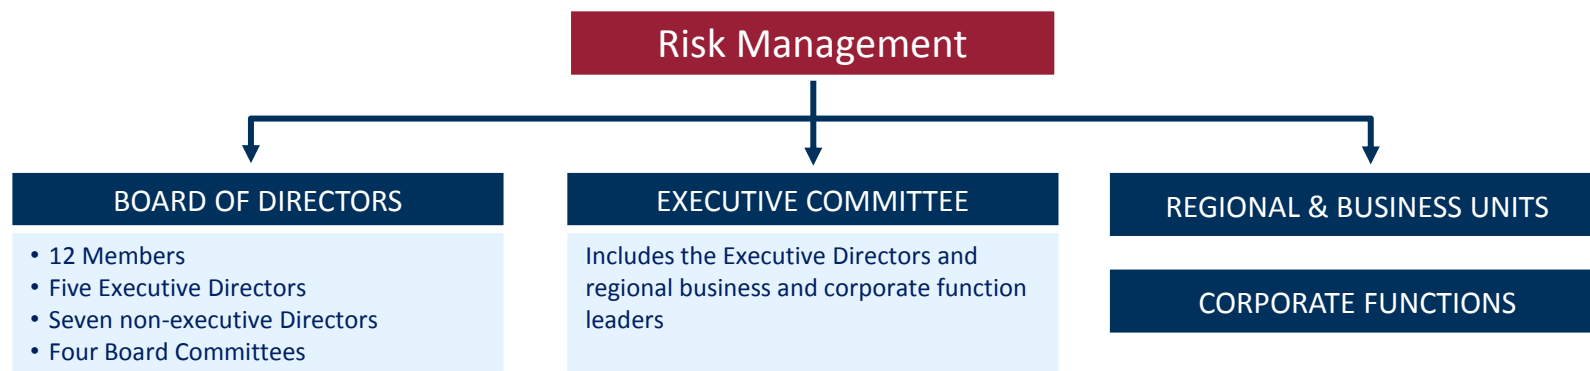 Risk Management
BOARD OF DIRECTORS
• 12 Members
• Five Executive Directors
• Seven non-executive Directors
• Four Board Committees
EXECUTIVE COMMITTEE
Includes the Executive Directors and
regional business and corporate function
leaders
REGIONAL & BUSINESS UNITS
CORPORATE FUNCTIONS